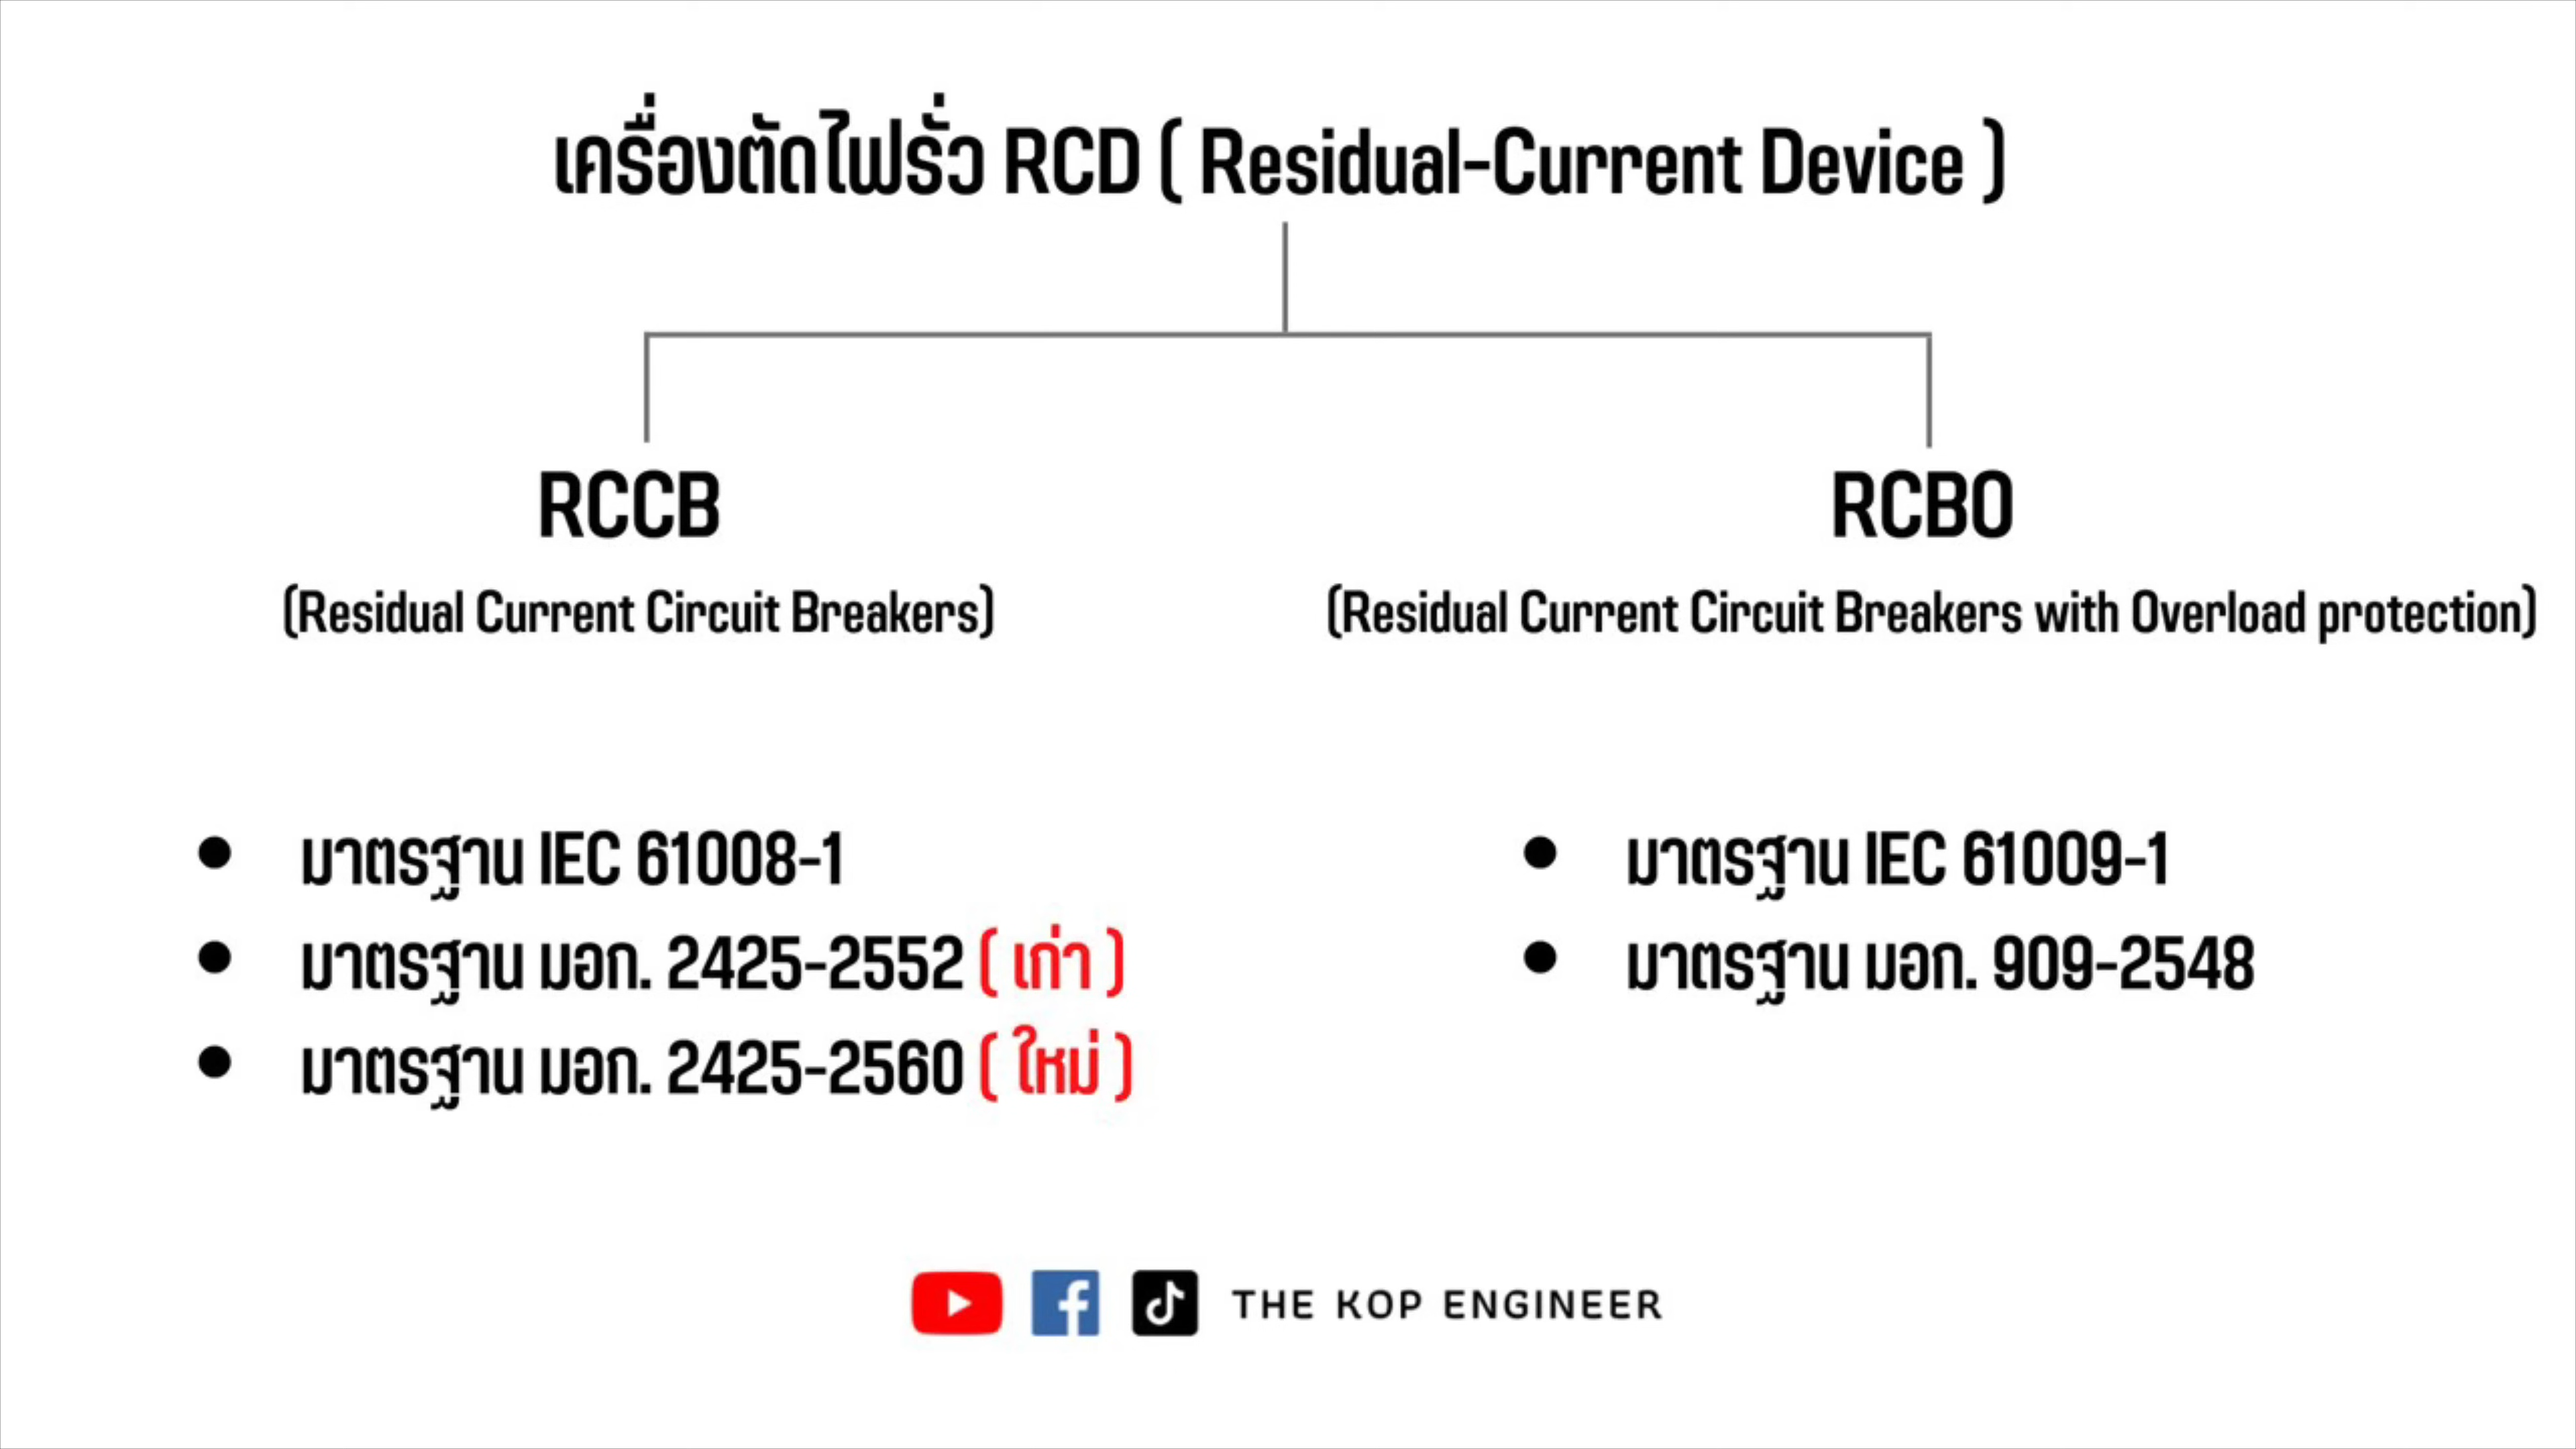 เครื่องตัดไฟรั่ว RCD ( Residual-Current Device )
RCCB
(Residual Current Circuit Breakers)
• มาตรฐาน IEC 61008-1
• มาตรฐาน มอก. 2425-2552 ( เก่า )
• มาตรฐาน มอก. 2425-2560 ( ใหม่ )
RCBO
(Residual Current Circuit Breakers with Overload protection)
• มาตรฐาน IEC 61009-1
• มาตรฐาน มอก. 909-2548
THE KOP ENGINEER